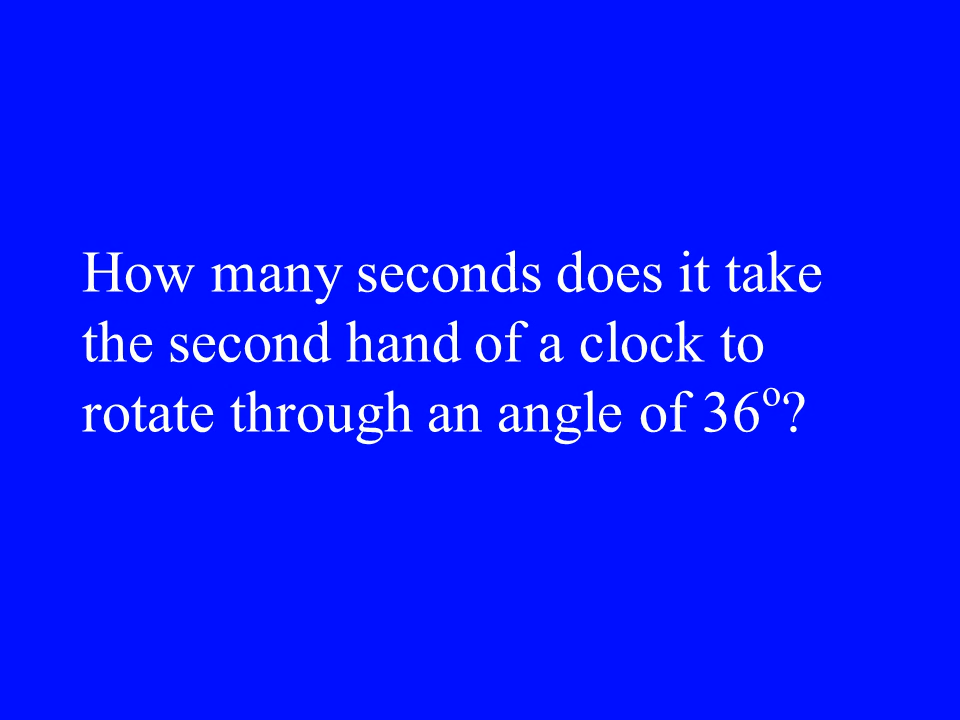 How many seconds does it take
the second hand of a clock to
rotate through an angle of 36º?